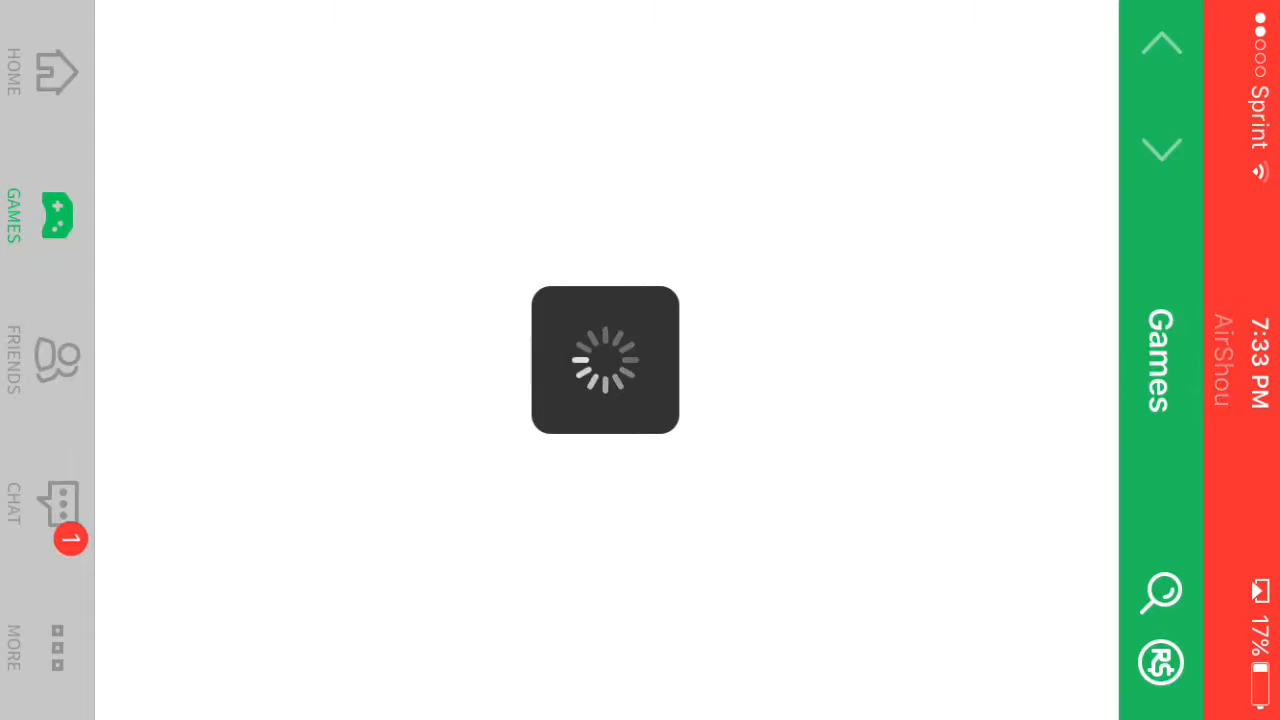 Sprint 7:33 PM 17%
AirShou
Games
R$
HOME
GAMES
FRIENDS
CHAT
1
MORE